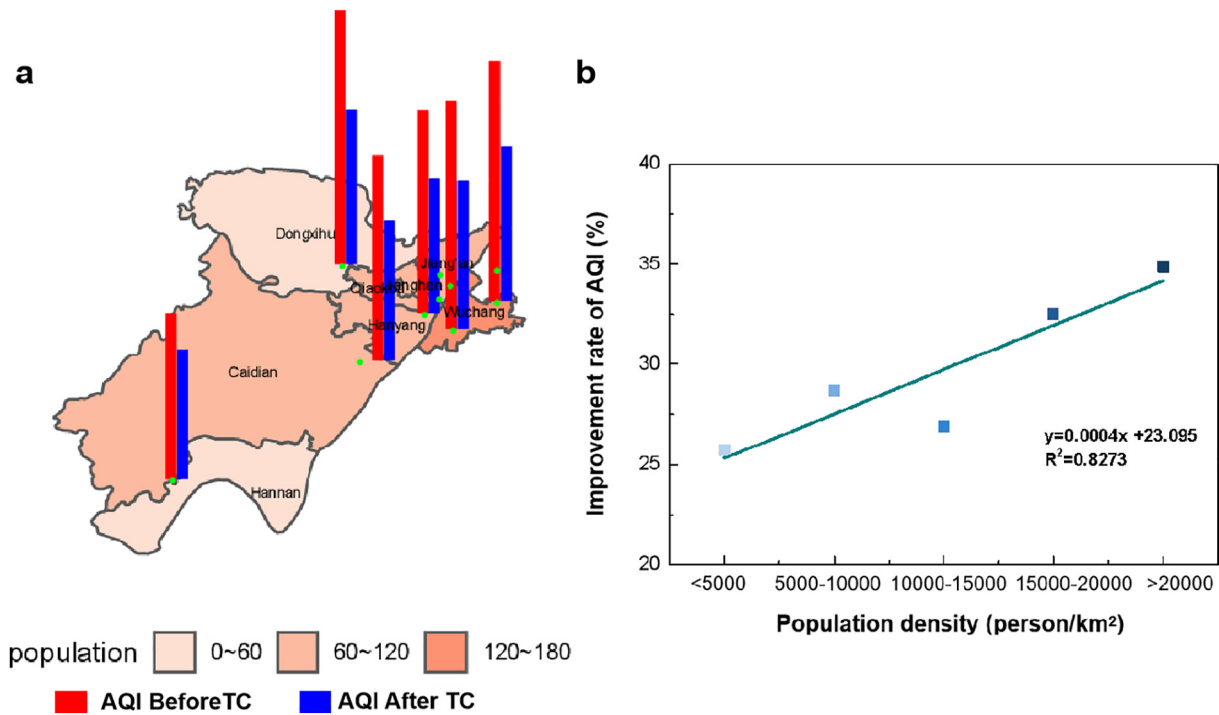 a
Dongxihu
Jiang'an
Qiaokou
Jianghan
Wuchang
Hanyang
Caidian
Hannan
population 0~60 60~120 120~180
AQI BeforeTC AQI After TC
b
Improvement rate of AQI (%)
40
35
30
25
20
y=0.0004x +23.095
R²=0.8273
<5000 5000-10000 10000-15000 15000-20000 >20000
Population density (person/km²)